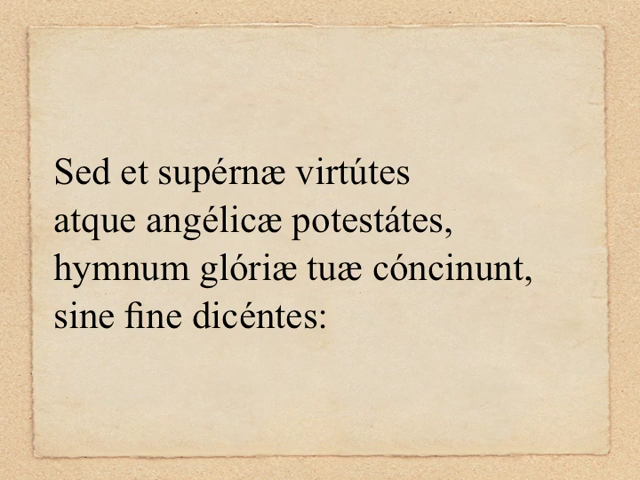 Sed et supérnæ virtútes
atque angélicæ potestátes,
hymnum glóriæ tuæ cóncinunt,
sine fine dicéntes: